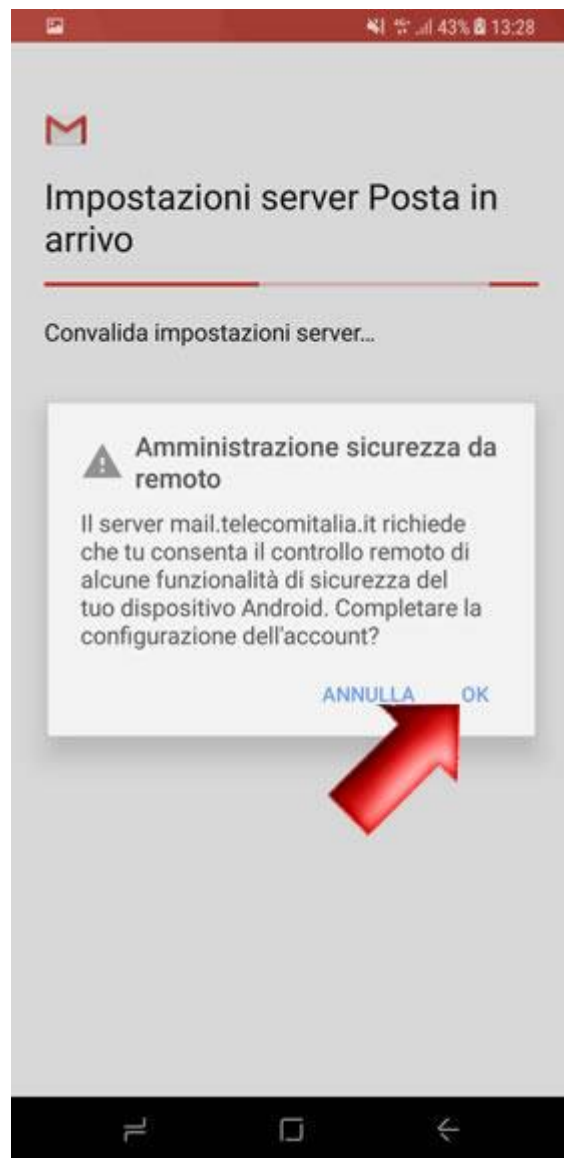 43% 13:28
Impostazioni server Posta in
arrivo
Convalida impostazioni server...
Amministrazione sicurezza da
remoto
Il server mail.telecomitalia.it richiede
che tu consenta il controllo remoto di
alcune funzionalità di sicurezza del
tuo dispositivo Android. Completare la
configurazione dell'account?
ANNULLA OK